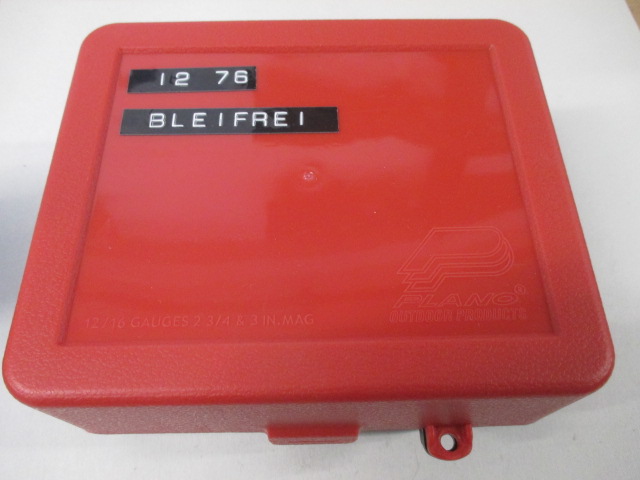 12 76
BLEIFREI
PLANO®
OUTDOOR PRODUCTS
12/16 GAUGES 2 3/4 & 3 IN. MAG